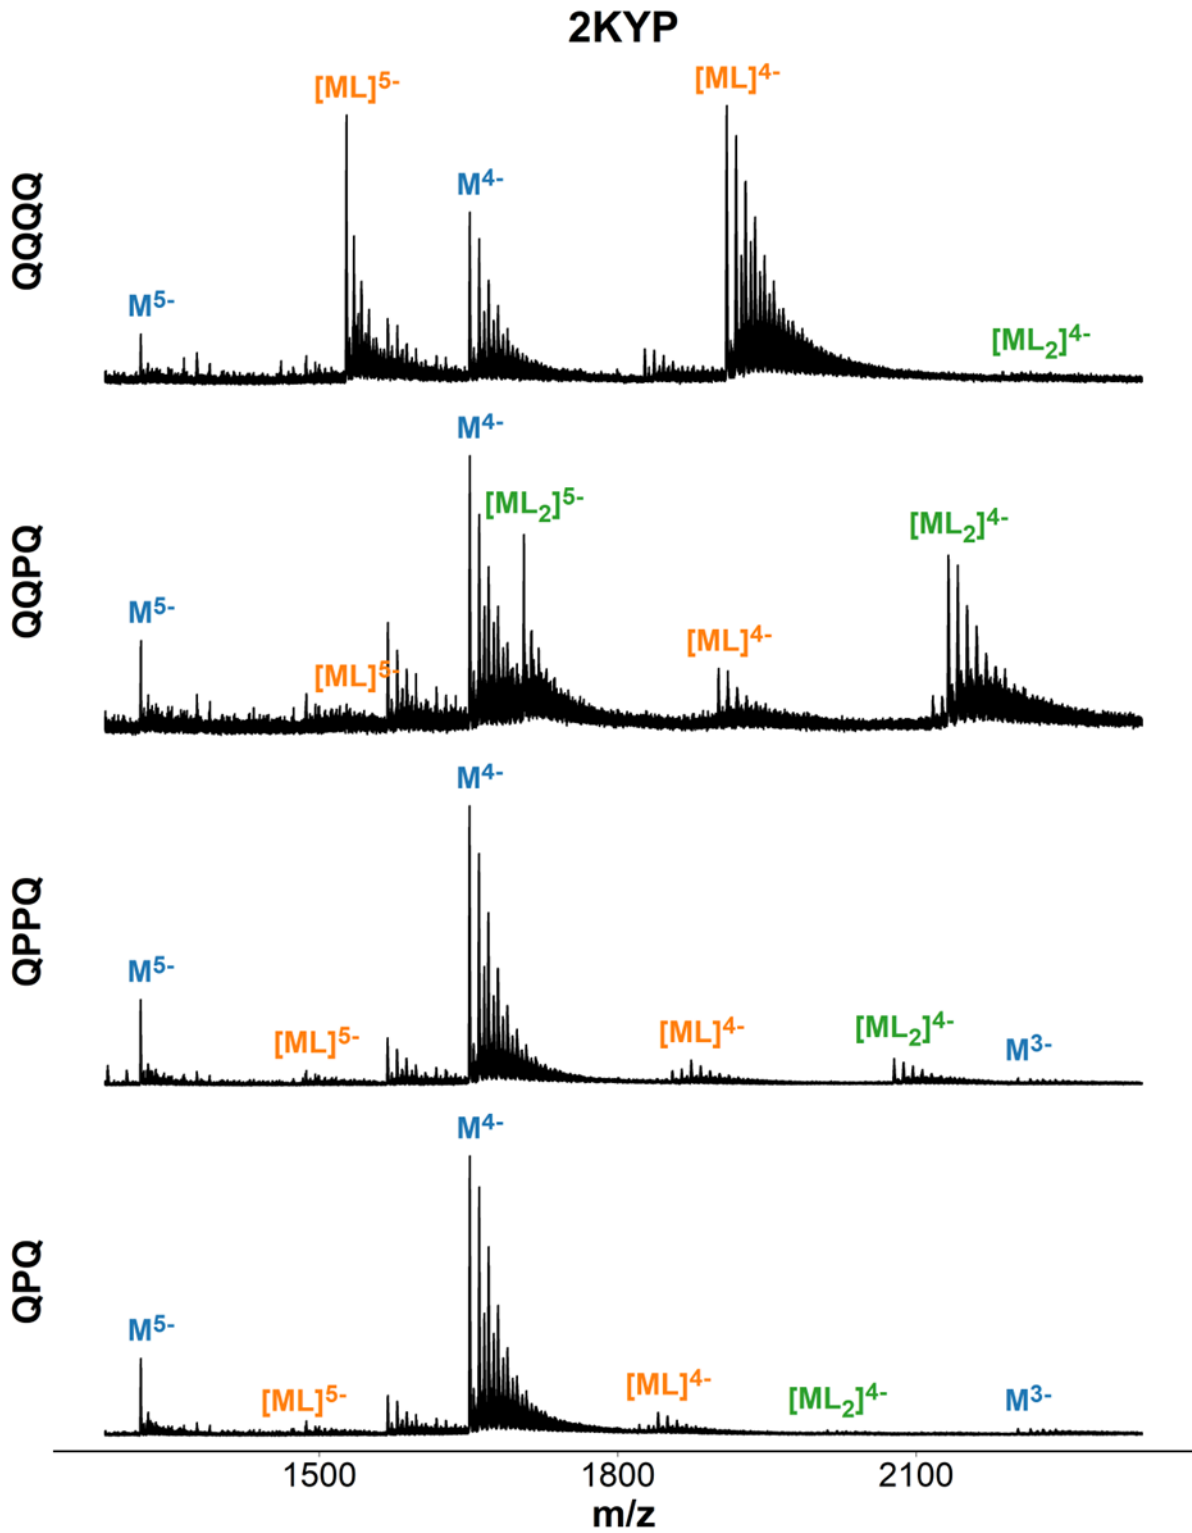 2KYP
QQQQ
[ML]5-
[ML]4-
M4-
M5-
[ML2]4-
QQPQ
M4-
[ML2]5-
[ML2]4-
M5-
[ML]5-
[ML]4-
QPPQ
M4-
M5-
[ML]5-
[ML]4-
[ML2]4-
M3-
QPQ
M4-
M5-
[ML]5-
[ML]4-
[ML2]4-
M3-
1500 1800 2100
m/z